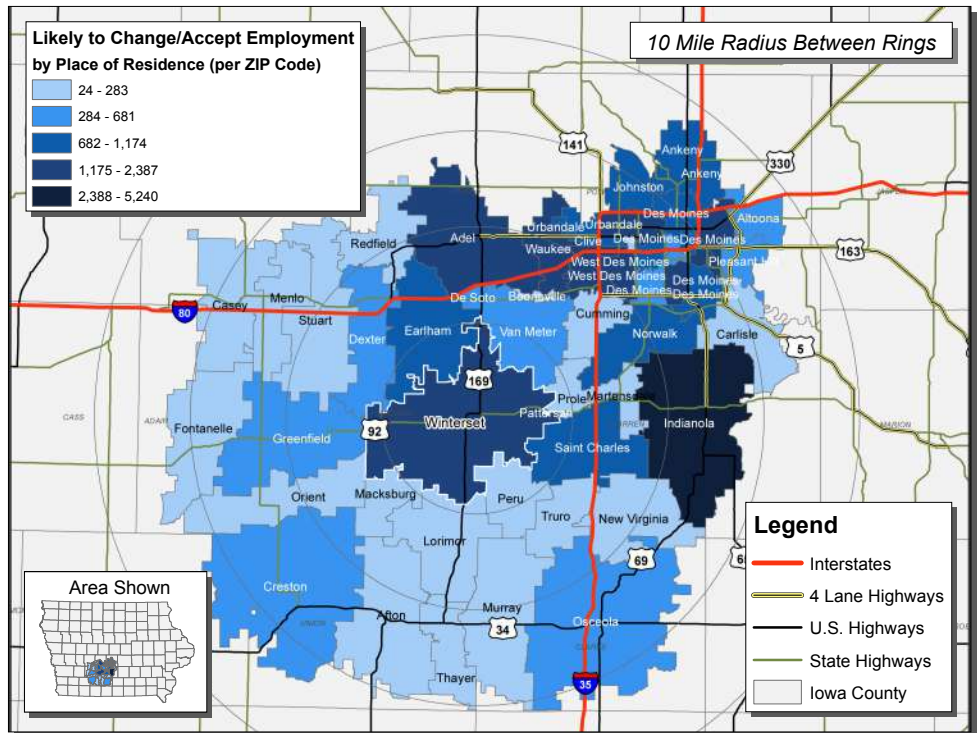 Likely to Change/Accept Employment
by Place of Residence (per ZIP Code)
24 - 283
284 - 681
682 - 1,174
1,175 - 2,387
2,388 - 5,240
10 Mile Radius Between Rings
141
330
Ankeny
Ankeny
Johnston
Des Moines
Altoona
Urbandale
Urbandale
Redfield
Adel
Clive
Des Moines
Des Moines
Waukee
163
West Des Moines
Pleasant Hill
West Des Moines
Des Moines
Des Moines
Des Moines
De Soto
Booneville
Menlo
Casey
80
Stuart
Cumming
Earlham
Van Meter
Norwalk
Carlisle
Dexter
5
169
Prole
Martensdale
CASS
ADAIR
Patterson
Winterset
WARREN
Indianola
MARION
Fontanelle
92
Greenfield
Saint Charles
Macksburg
Peru
Orient
Truro
New Virginia
Lorimor
69
Creston
Murray
Afton
UNION
34
Osceola
CLARKE
Thayer
35
Area Shown
Legend
Interstates
4 Lane Highways
U.S. Highways
State Highways
Iowa County